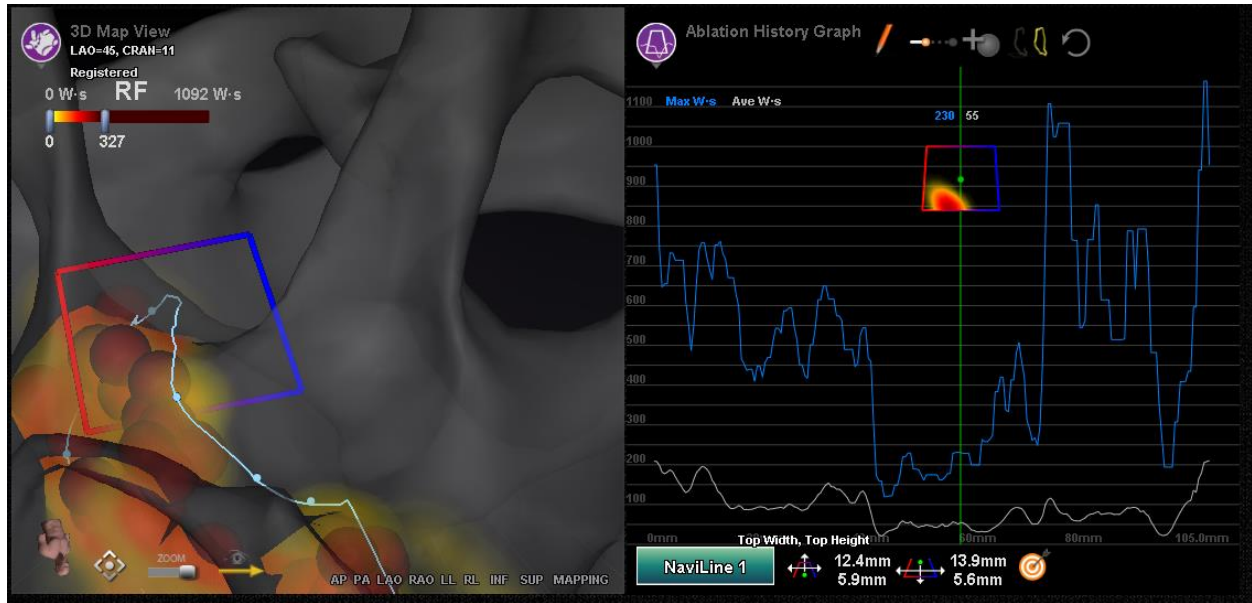 3D Map View
LAO=45, CRAN=11
Registered
0 W·s RF 1092 W·s
0 327
ZOOM
AP PA LAO RAO LL RL INF SUP MAPPING
Ablation History Graph
Max W·s Ave W·s
230 55
1100
1000
900
800
700
600
500
400
300
200
100
0mm 80mm 105.0mm
Top Width, Top Height
NaviLine 1
12.4mm 13.9mm
5.9mm 5.6mm